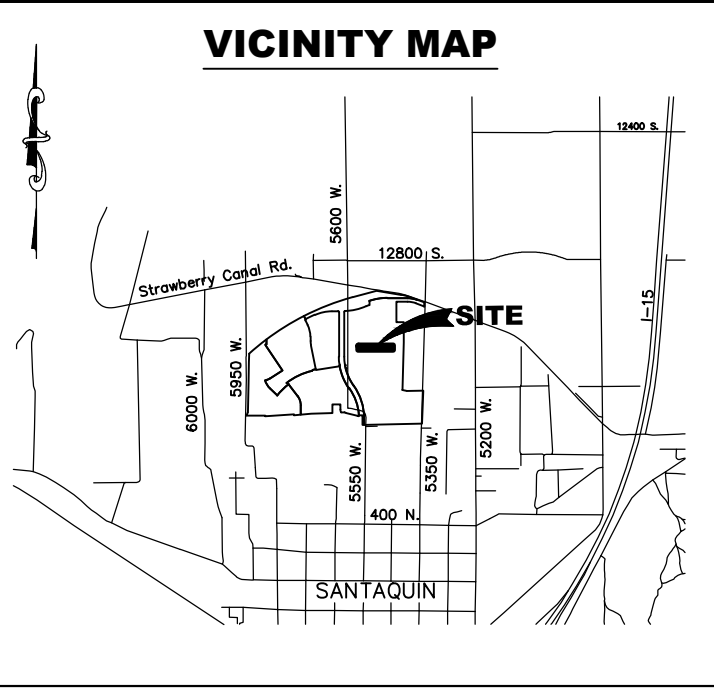 VICINITY MAP
12400 S.
5600 W.
12800 S.
Strawberry Canal Rd.
SITE
I-15
5950 W.
6000 W.
5200 W.
5550 W.
5350 W.
400 N.
SANTAQUIN